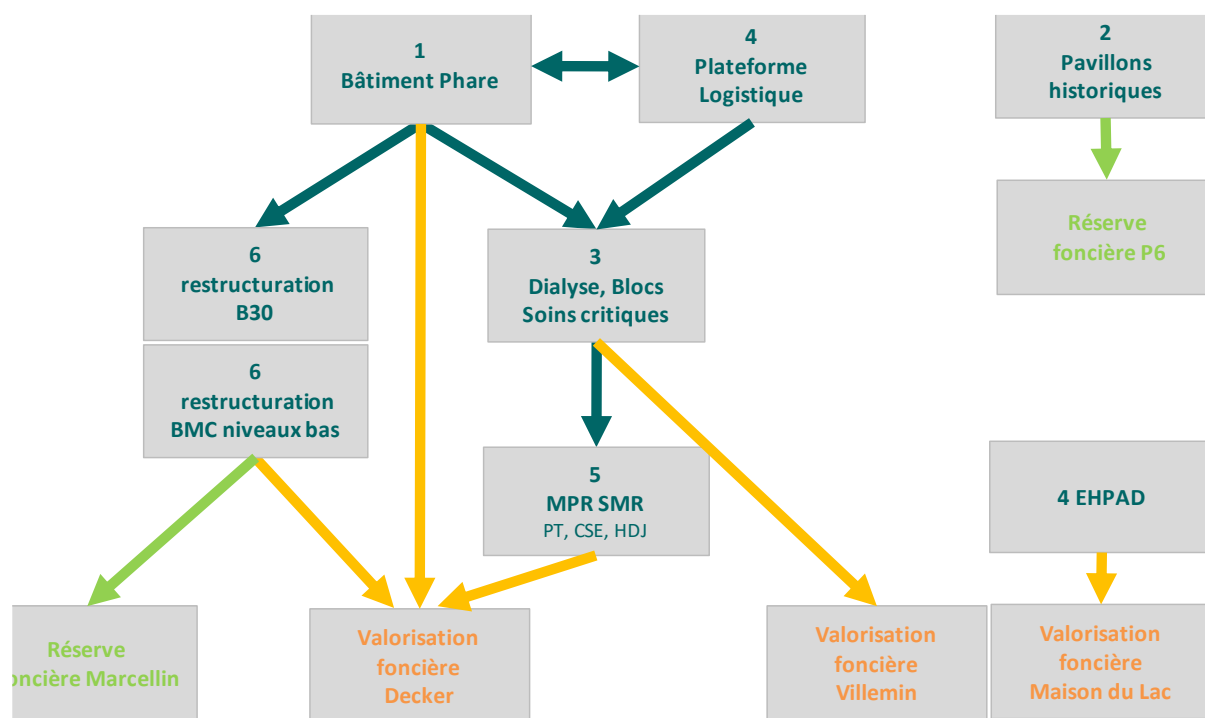 1
Bâtiment Phare
4
Plateforme
Logistique
2
Pavillons
historiques
Réserve
foncière P6
6
restructuration
B30
3
Dialyse, Blocs
Soins critiques
6
restructuration
BMC niveaux bas
5
MPR SMR
PT, CSE, HDJ
4 EHPAD
Réserve
oncière Marcellin
Valorisation
foncière
Decker
Valorisation
foncière
Villemin
Valorisation
foncière
Maison du Lac